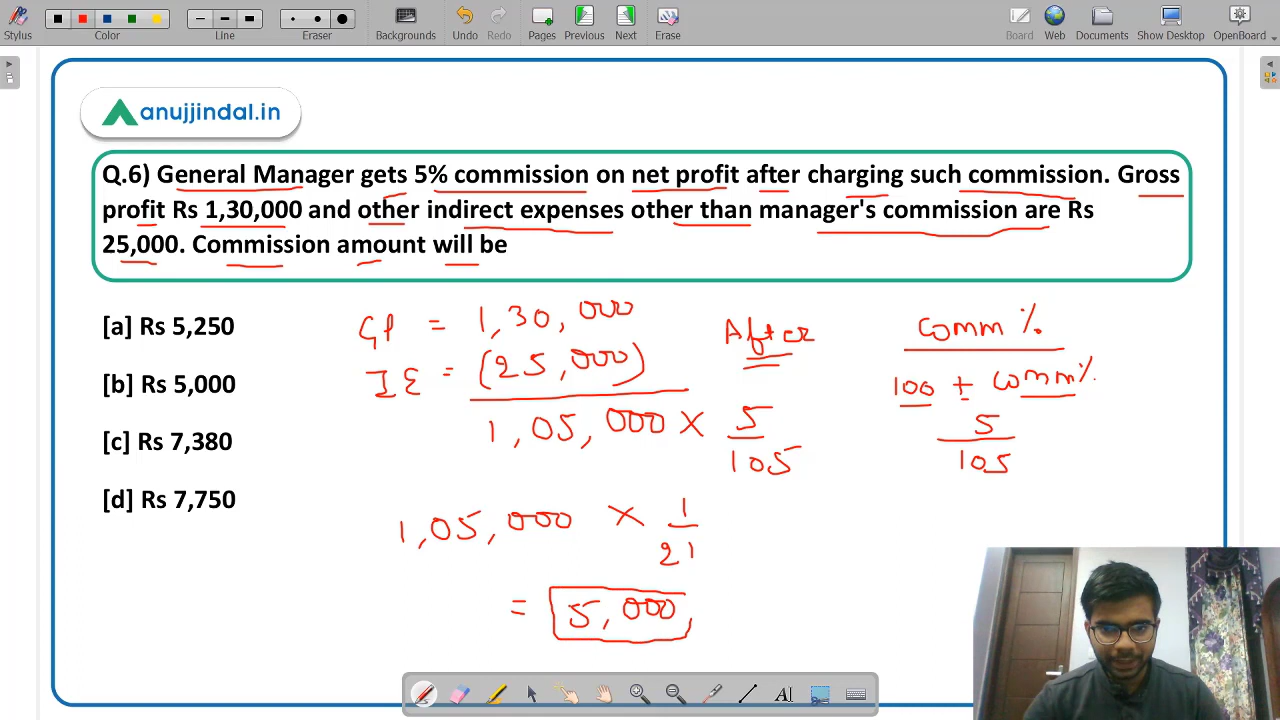 Stylus
Color
Line
Eraser
Backgrounds
Undo
Redo
Pages
Previous
Next
Erase
Board
Web
Documents
Show Desktop
OpenBoard
anujjindal.in
Q.6) General Manager gets 5% commission on net profit after charging such commission. Gross
profit Rs 1,30,000 and other indirect expenses other than manager's commission are Rs
25,000. Commission amount will be
[a] Rs 5,250
[b] Rs 5,000
[c] Rs 7,380
[d] Rs 7,750
GP = 1,30,000
IE = (25,000)
1,05,000 × 5/105
After
Comm %
100 + comm%
5
105
1,05,000 × 1/21
= 5,000